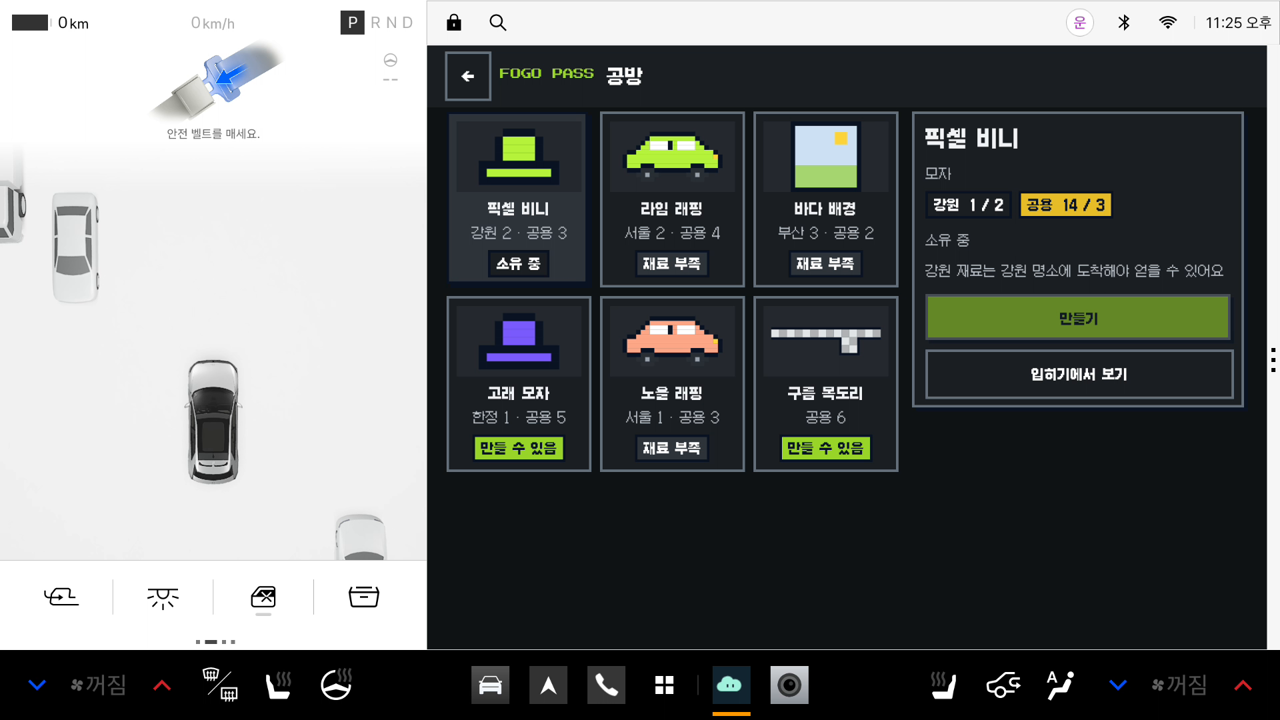 0 km
0 km/h
P R N D
운
11:25 오후
안전 벨트를 매세요.
--
FOGO PASS 공방
픽셀 비니
강원 2 · 공용 3
소유 중
라임 래핑
서울 2 · 공용 4
재료 부족
바다 배경
부산 3 · 공용 2
재료 부족
고래 모자
한정 1 · 공용 5
만들 수 있음
노을 래핑
서울 1 · 공용 3
재료 부족
구름 목도리
공용 6
만들 수 있음
픽셀 비니
모자
강원 1 / 2
공용 14 / 3
소유 중
강원 재료는 강원 명소에 도착해야 얻을 수 있어요
만들기
입히기에서 보기
꺼짐
A
꺼짐